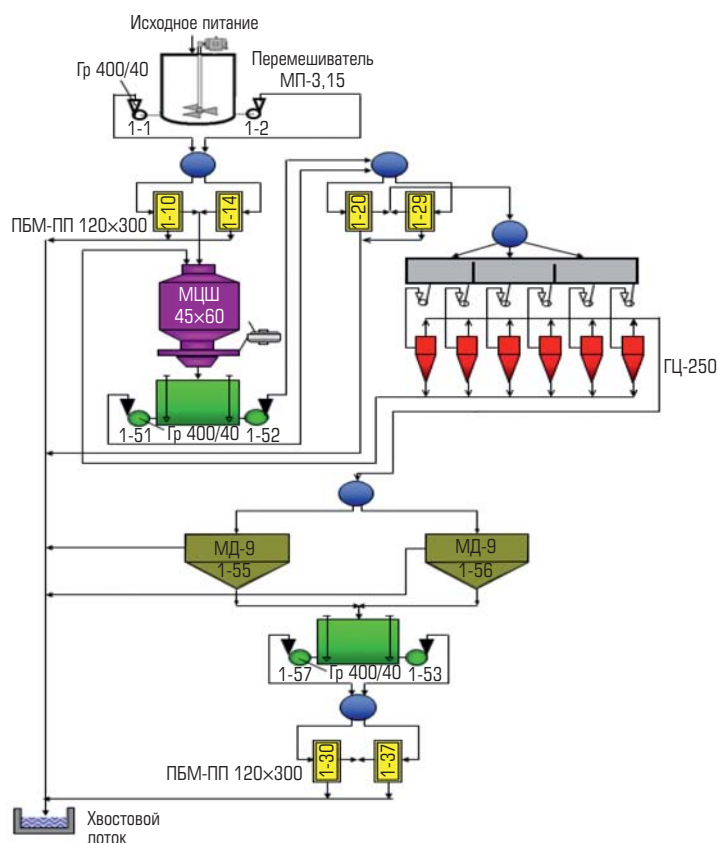 Исходное питание
Гр 400/40
Перемешиватель
МП-3,15
1-1
1-2
ПБМ-ПП 120×300
1-10
1-14
1-20
1-29
МЦШ
45×60
ГЦ-250
1-51
Гр 400/40
1-52
МД-9
1-55
МД-9
1-56
1-57
Гр 400/40
1-53
ПБМ-ПП 120×300
1-30
1-37
Хвостовой
лоток